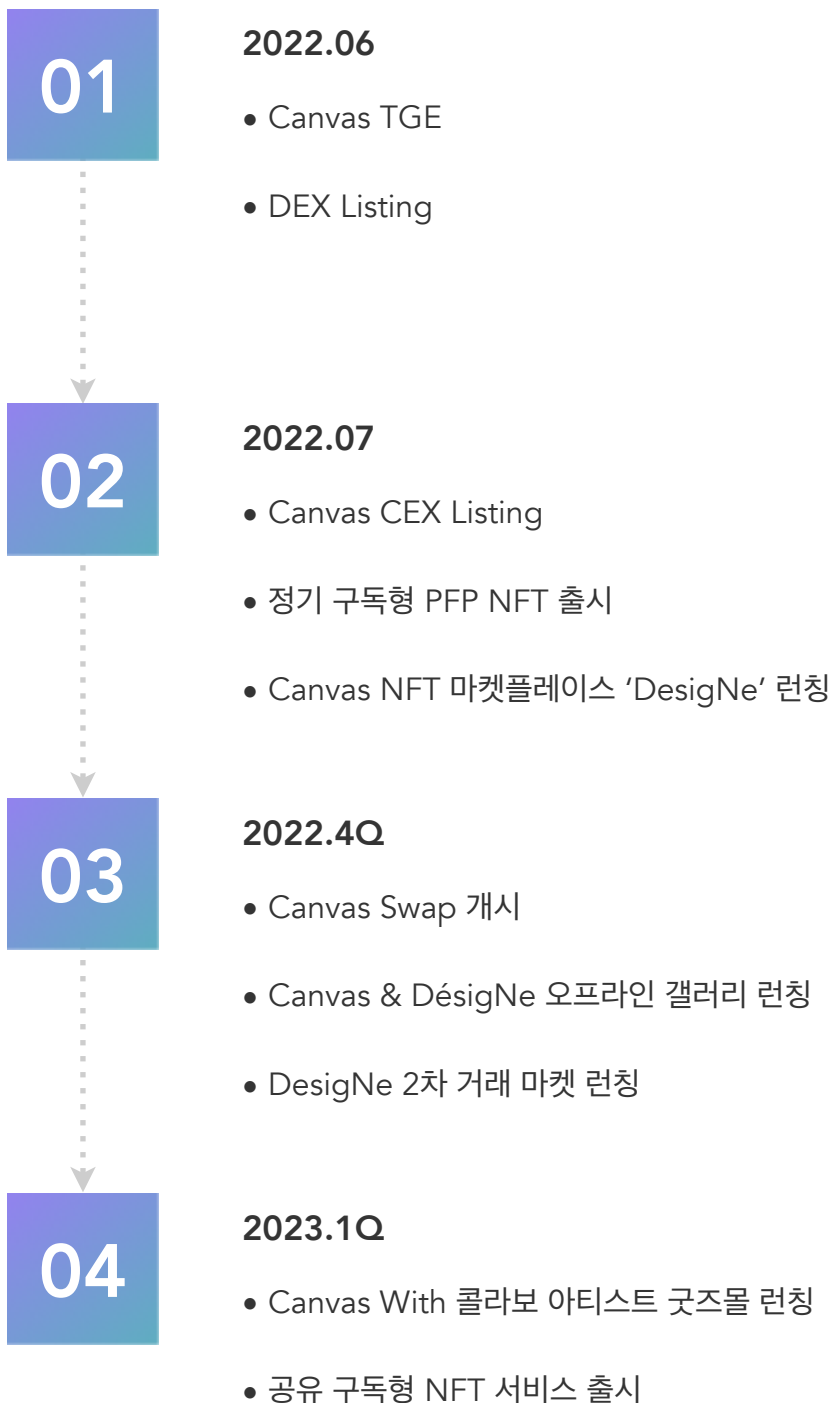 01
2022.06
• Canvas TGE
• DEX Listing
02
2022.07
• Canvas CEX Listing
• 정기 구독형 PFP NFT 출시
• Canvas NFT 마켓플레이스 ‘DesigNe’ 런칭
03
2022.4Q
• Canvas Swap 개시
• Canvas & DésigNe 오프라인 갤러리 런칭
• DesigNe 2차 거래 마켓 런칭
04
2023.1Q
• Canvas With 콜라보 아티스트 굿즈몰 런칭
• 공유 구독형 NFT 서비스 출시